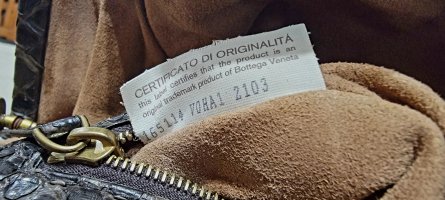 CERTIFICATO DI ORIGINALITÀ
this label certifies that the product is an
original trademark product of Bottega Veneta
165114 V0HA1 2103